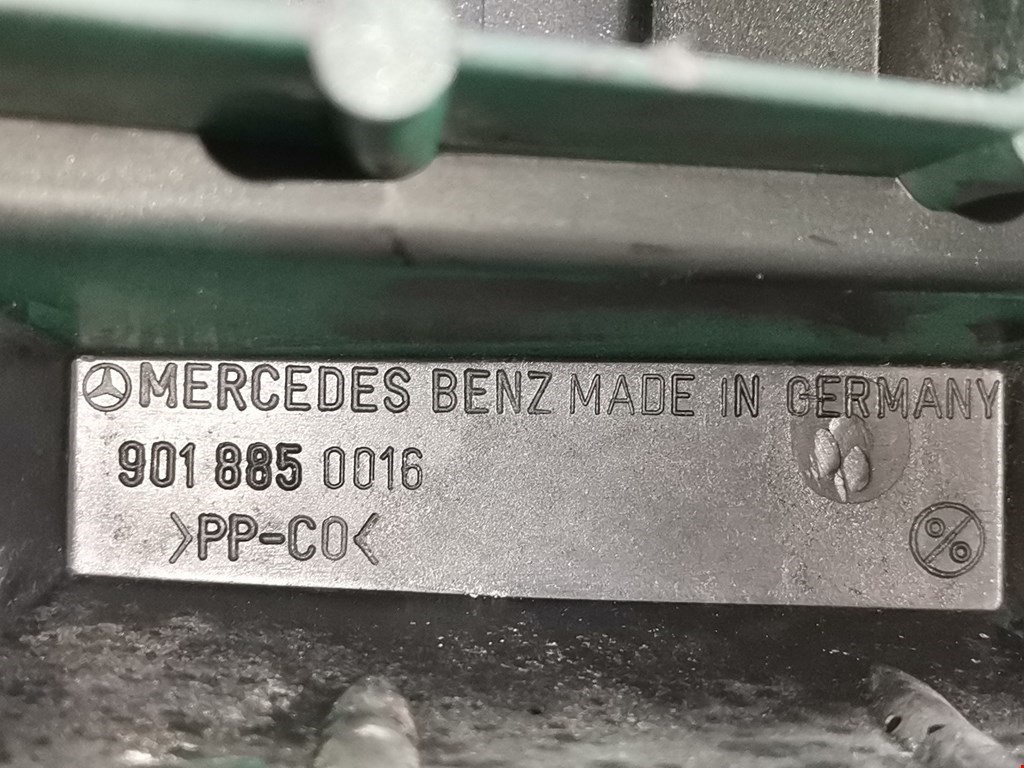 MERCEDES BENZ MADE IN GERMANY
901 885 0016
>PP-CO<